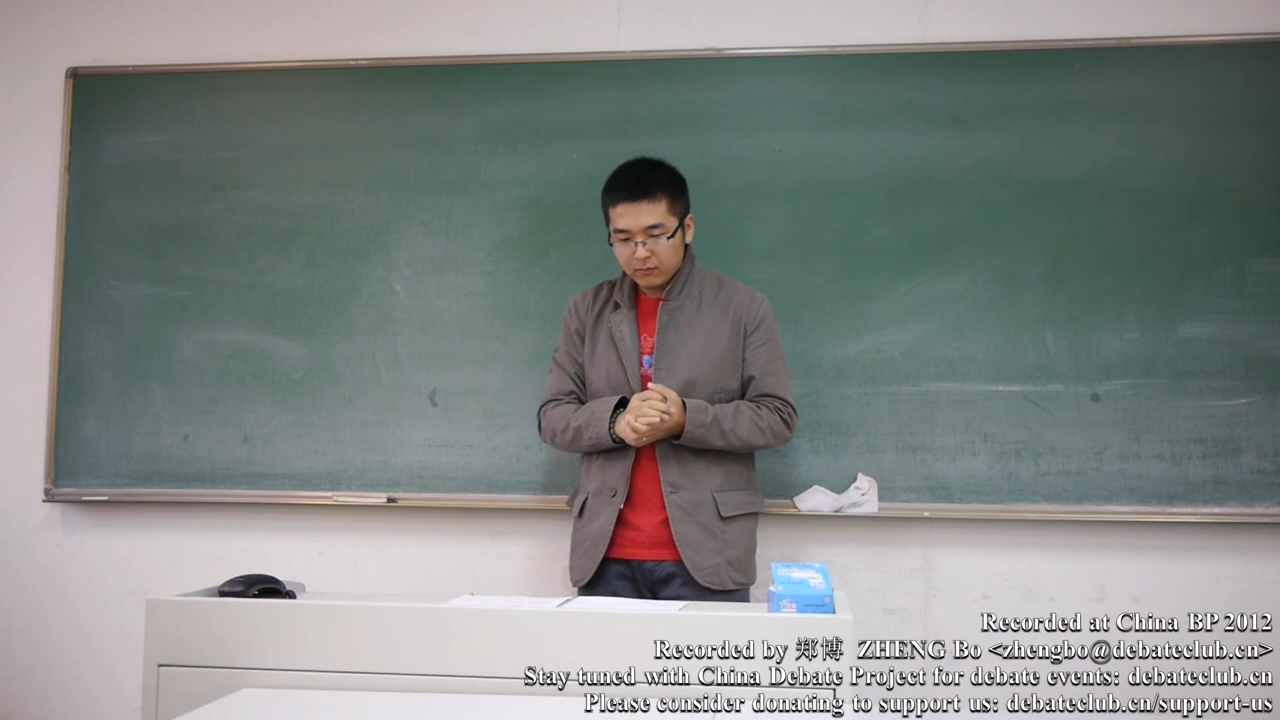 Recorded at China BP 2012
Recorded by 郑博 ZHENG Bo <zhengbo@debateclub.cn>
Stay tuned with China Debate Project for debate events: debateclub.cn
Please consider donating to support us: debateclub.cn/support-us